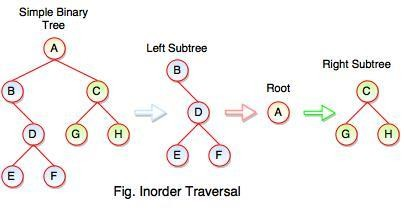 Simple Binary
Tree
A
B
C
D
G
H
E
F
Left Subtree
B
D
E
F
Root
A
Right Subtree
C
G
H
Fig. Inorder Traversal